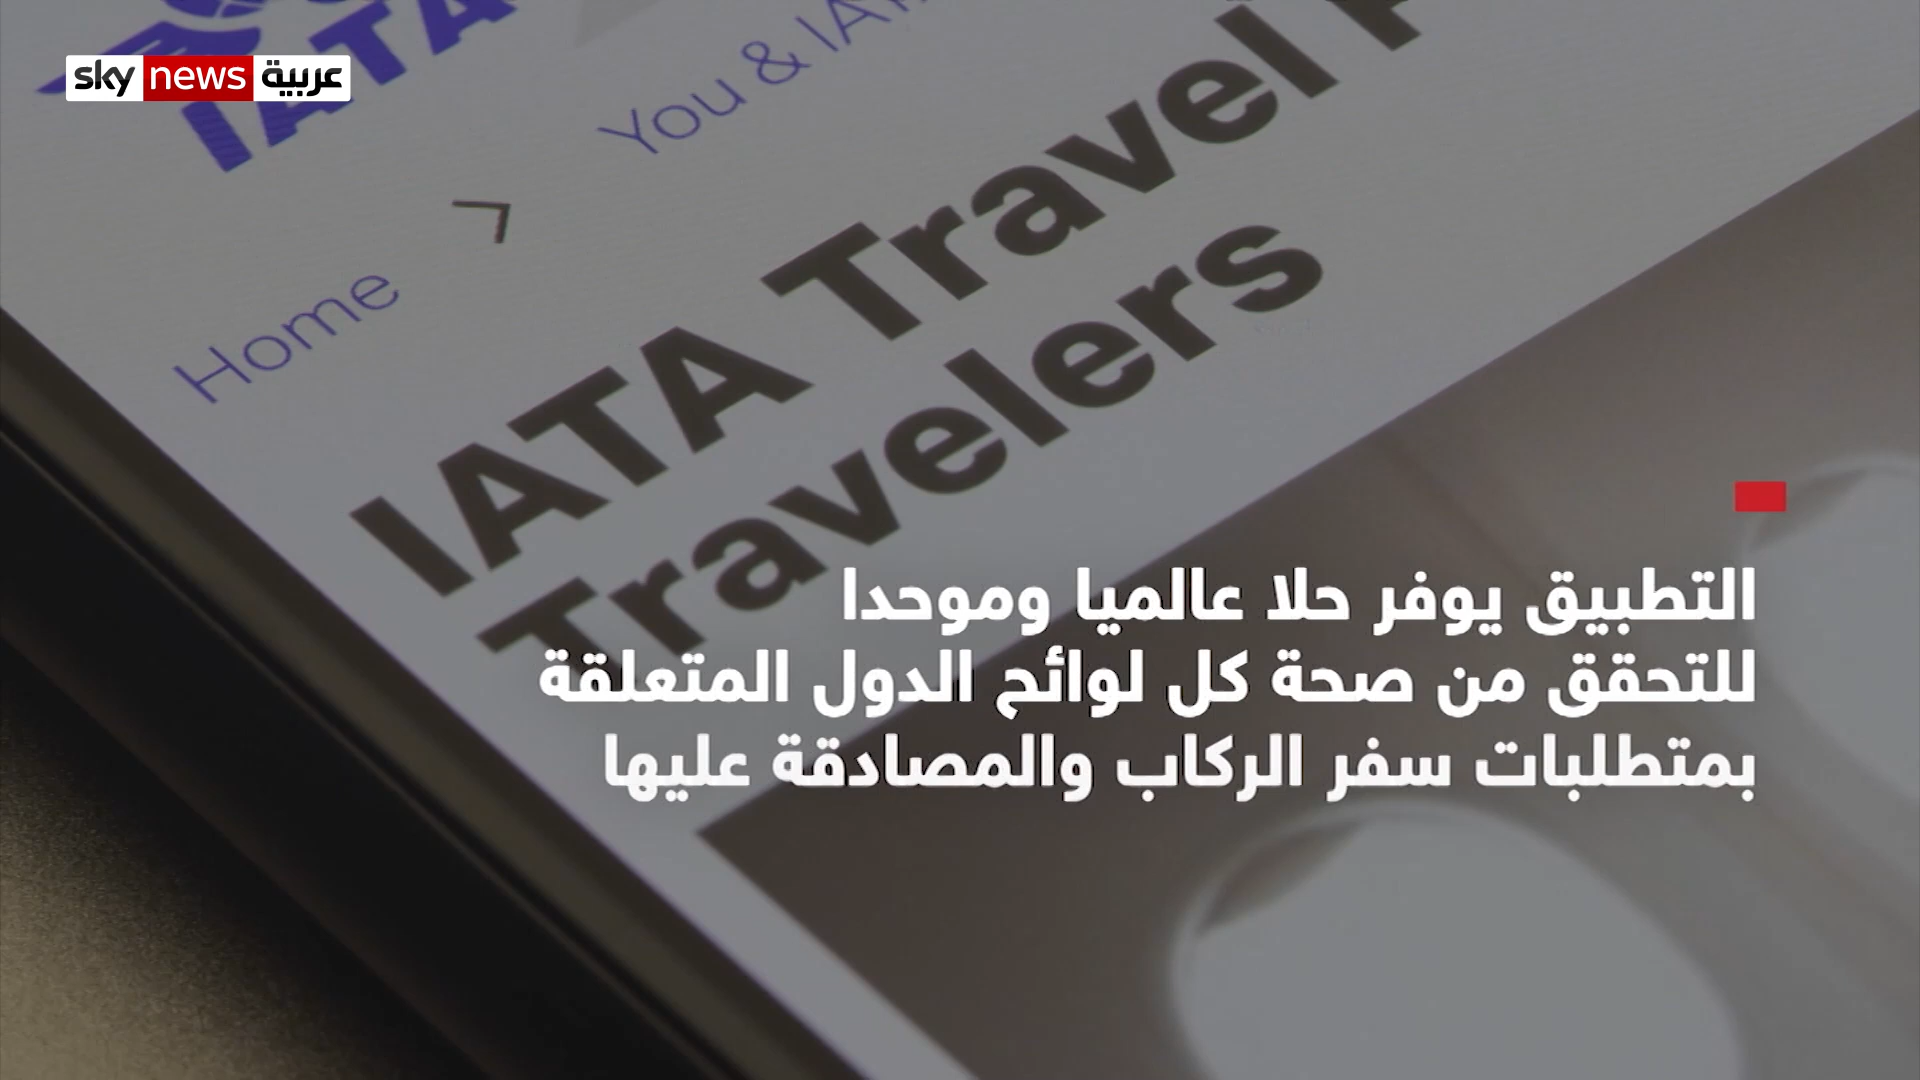 sky news عربية
IATA
You &
Home
IATA Travel
Travelers
التطبيق يوفر حلا عالميا وموحدا
للتحقق من صحة كل لوائح الدول المتعلقة
بمتطلبات سفر الركاب والمصادقة عليها